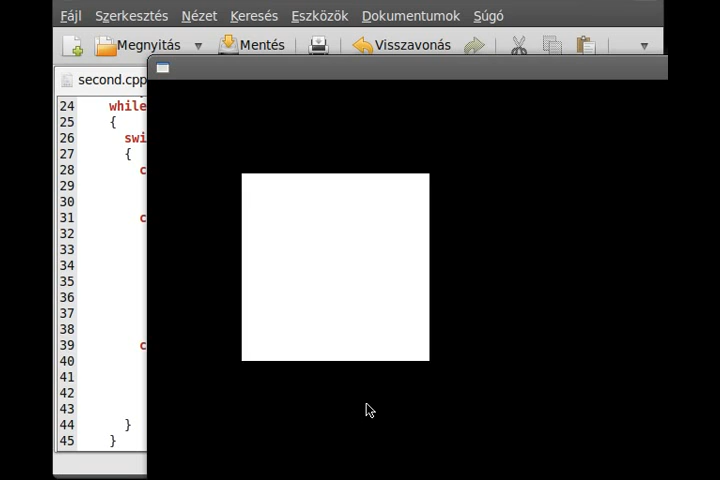 Fájl Szerkesztés Nézet Keresés Eszközök Dokumentumok Súgó
Megnyitás Mentés Visszavonás
second.cpp
24 while
25 {
26 swi
27 {
28 c
29
30
31 c
32
33
34
35
36
37
38
39 c
40
41
42
43
44 }
45 }